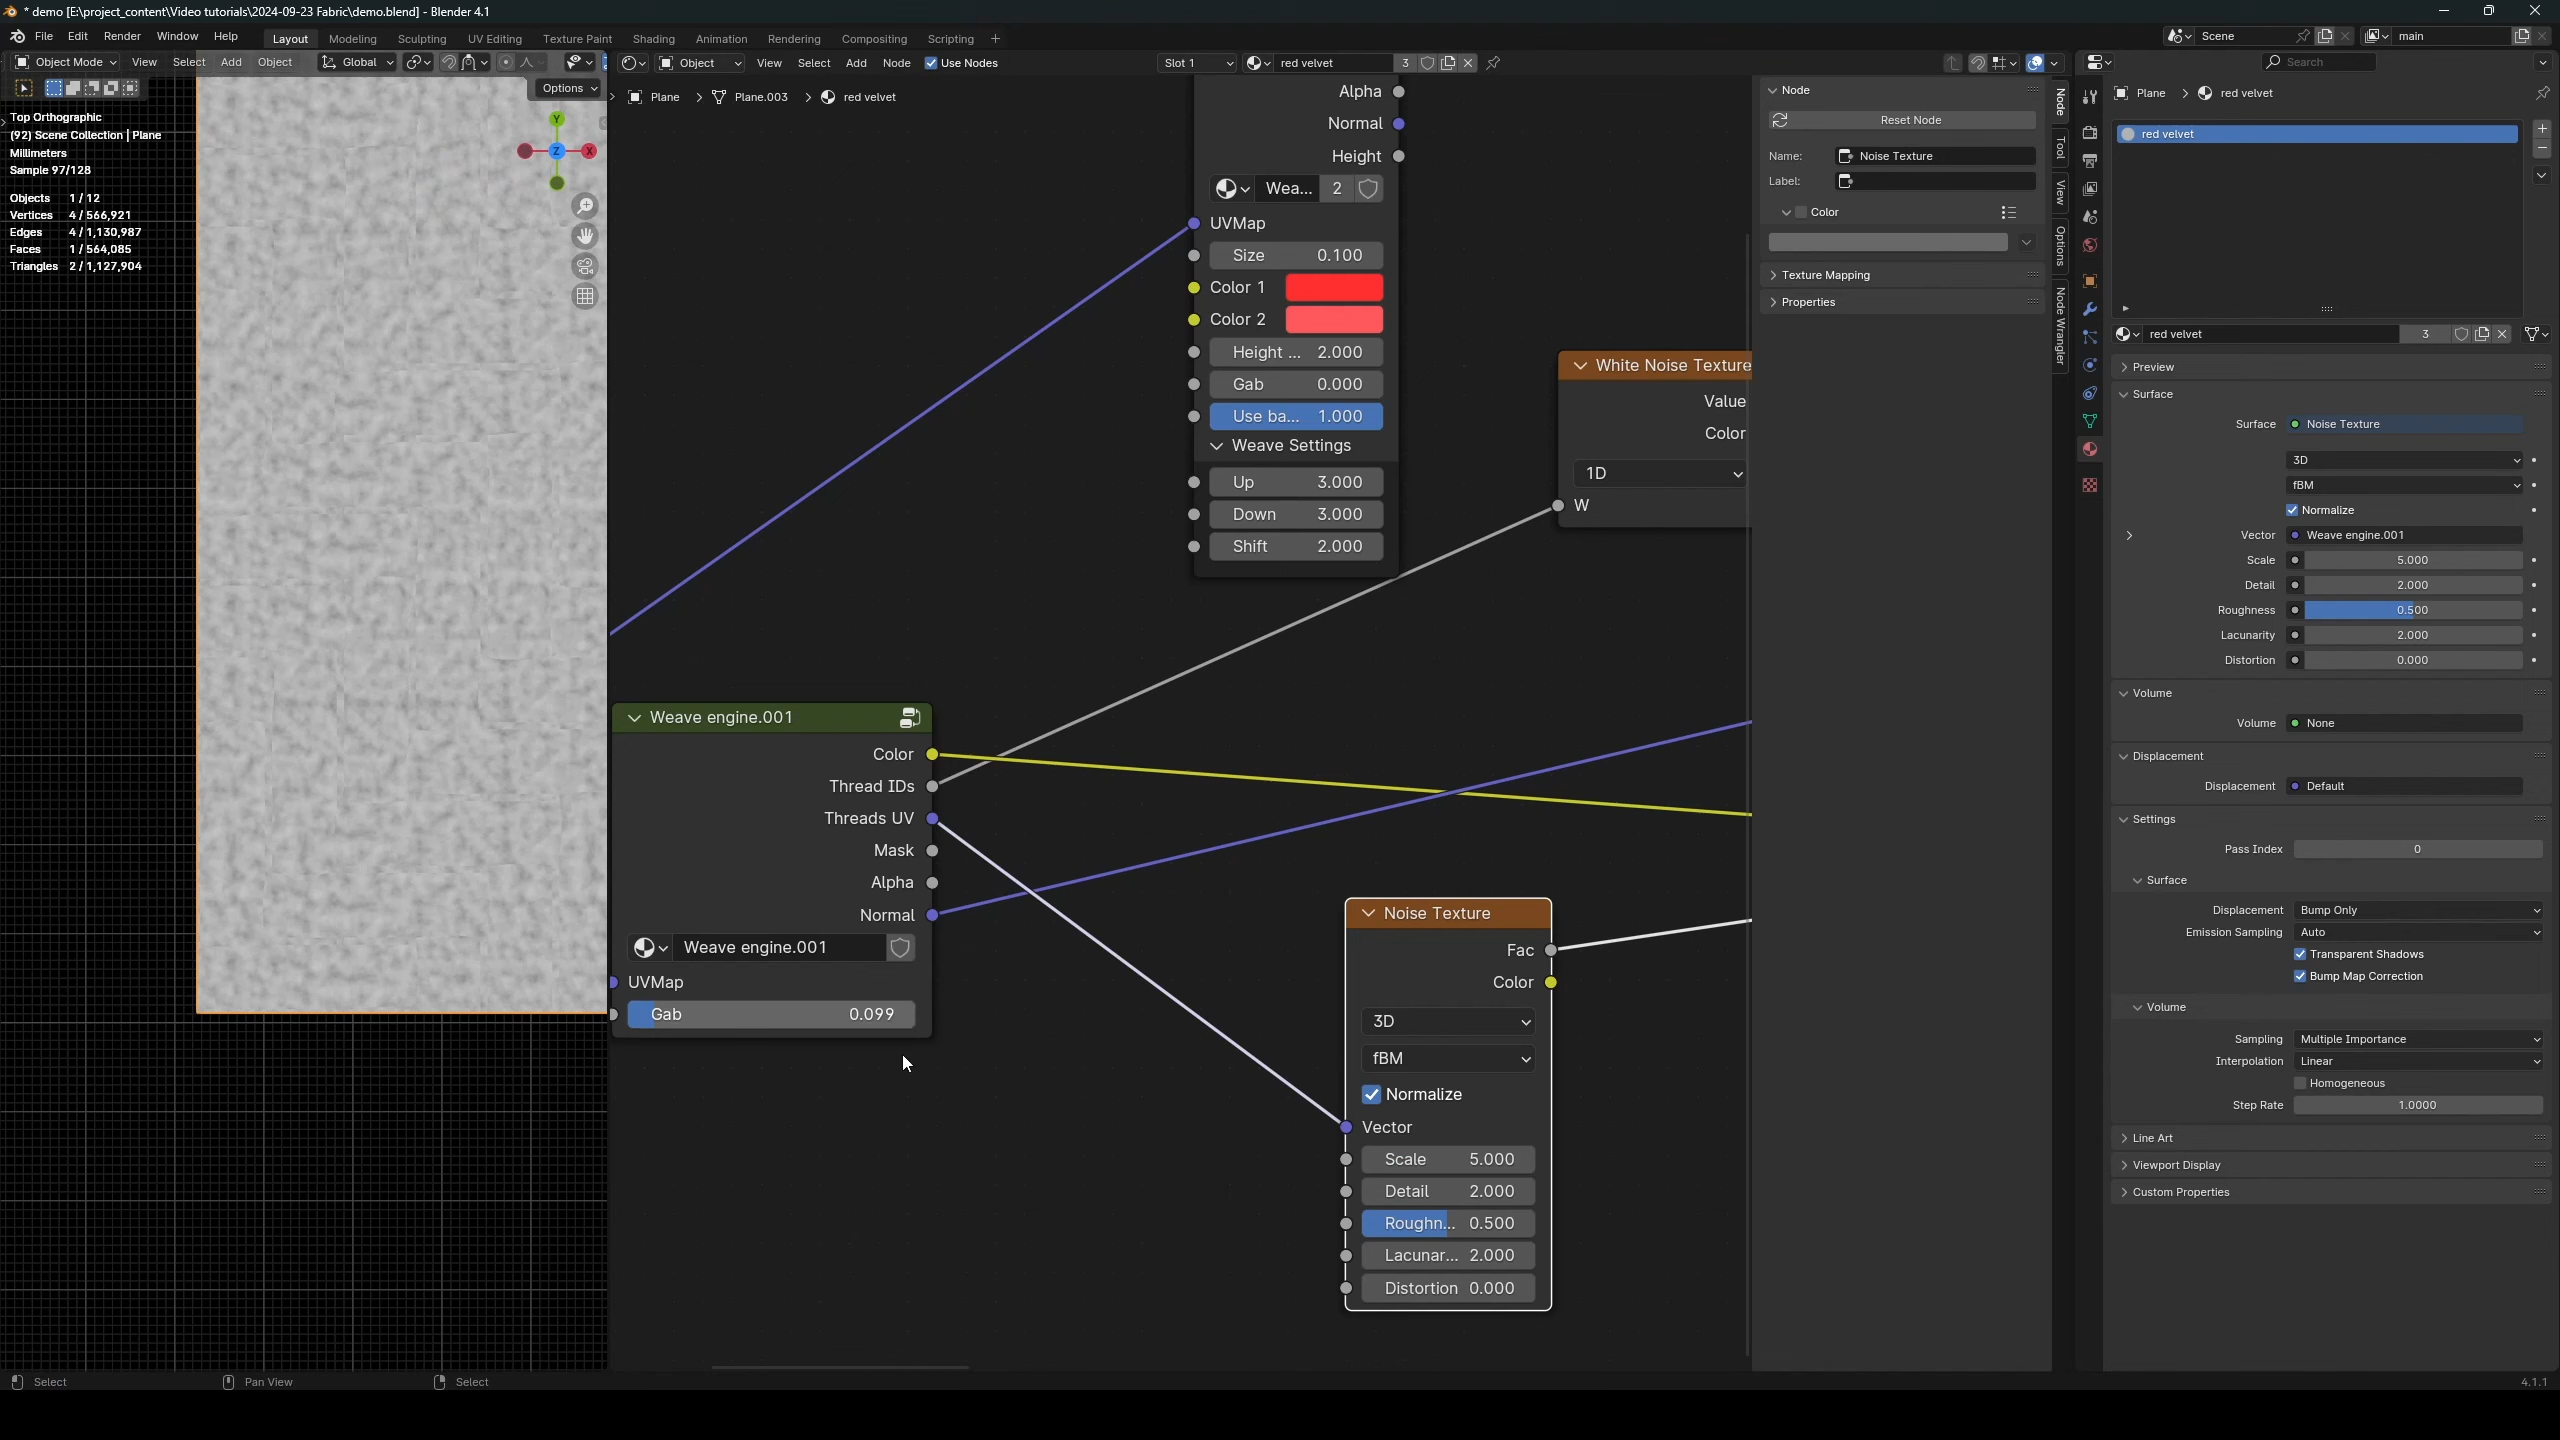 * demo [E:\project_content\Video tutorials\2024-09-23 Fabric\demo.blend] - Blender 4.1
File Edit Render Window Help Layout Modeling Sculpting UV Editing Texture Paint Shading Animation Rendering Compositing Scripting + Scene main
Object Mode View Select Add Object Global
Object View Select Add Node Use Nodes Slot 1 red velvet 3 Search
Options
Plane > Plane.003 > red velvet
Top Orthographic
(92) Scene Collection | Plane
Millimeters
Sample 97/128
Objects 1 / 12
Vertices 4 / 566,921
Edges 4 / 1,130,987
Faces 1 / 564,085
Triangles 2 / 1,127,904
Y
Z
X
Alpha
Normal
Height
Wea... 2
UVMap
Size 0.100
Color 1
Color 2
Height ... 2.000
Gab 0.000
Use ba... 1.000
Weave Settings
Up 3.000
Down 3.000
Shift 2.000
White Noise Texture
Value
Color
1D
W
Weave engine.001
Color
Thread IDs
Threads UV
Mask
Alpha
Normal
Weave engine.001
UVMap
Gab 0.099
Noise Texture
Fac
Color
3D
fBM
Normalize
Vector
Scale 5.000
Detail 2.000
Roughn... 0.500
Lacunar... 2.000
Distortion 0.000
Node
Reset Node
Name: Noise Texture
Label:
Color
Texture Mapping
Properties
Node
Tool
View
Options
Node Wrangler
Plane > red velvet
red velvet
red velvet 3
Preview
Surface
Surface Noise Texture
3D
fBM
Normalize
Vector Weave engine.001
Scale 5.000
Detail 2.000
Roughness 0.500
Lacunarity 2.000
Distortion 0.000
Volume
Volume None
Displacement
Displacement Default
Settings
Pass Index 0
Surface
Displacement Bump Only
Emission Sampling Auto
Transparent Shadows
Bump Map Correction
Volume
Sampling Multiple Importance
Interpolation Linear
Homogeneous
Step Rate 1.0000
Line Art
Viewport Display
Custom Properties
Select Pan View Select 4.1.1